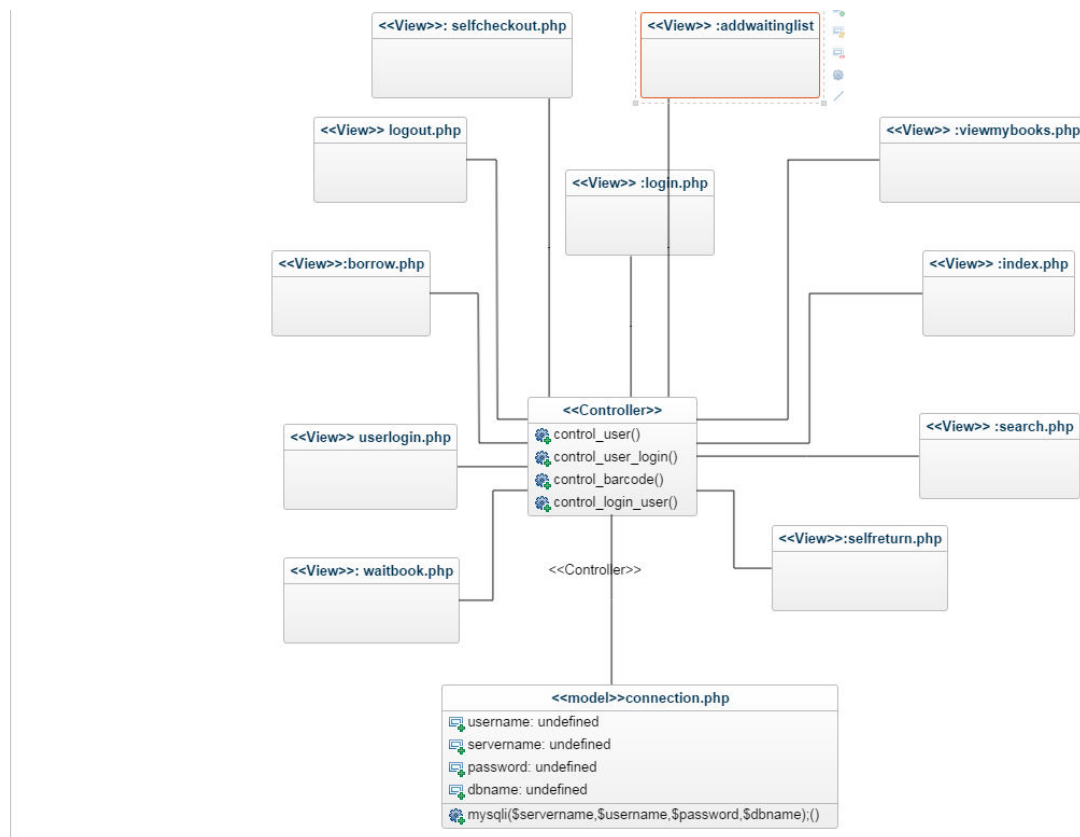 <<View>>: selfcheckout.php
<<View>> :addwaitinglist
<<View>> logout.php
<<View>> :viewmybooks.php
<<View>> :login.php
<<View>>:borrow.php
<<View>> :index.php
<<Controller>>
control_user()
control_user_login()
control_barcode()
control_login_user()
<<View>> userlogin.php
<<View>> :search.php
<<View>>:selfreturn.php
<<View>>: waitbook.php
<<Controller>>
<<model>>connection.php
username: undefined
servername: undefined
password: undefined
dbname: undefined
mysqli($servername,$username,$password,$dbname);()